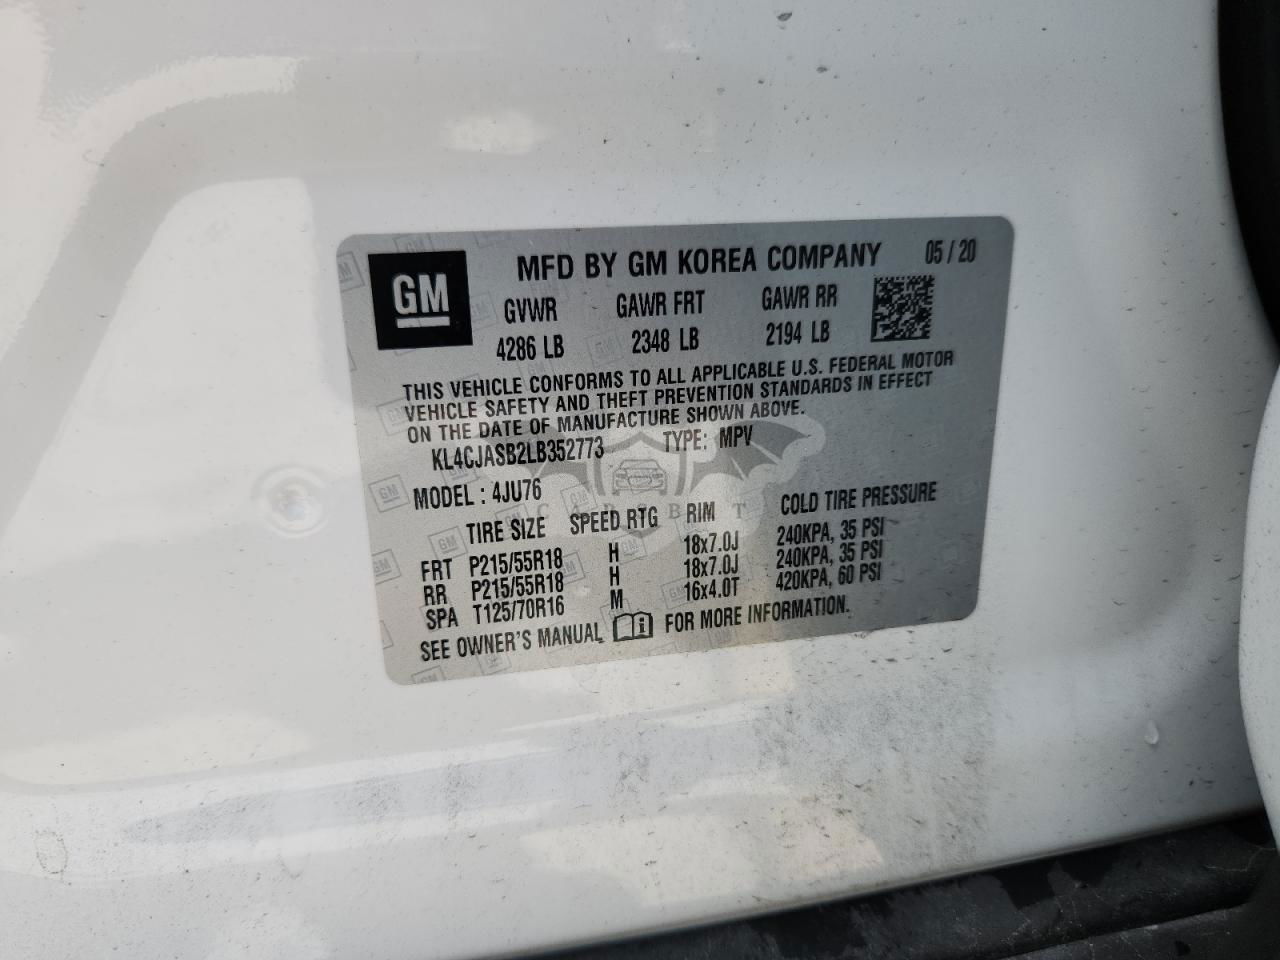 GM
MFD BY GM KOREA COMPANY 05 / 20
GVWR GAWR FRT GAWR RR
4286 LB 2348 LB 2194 LB
THIS VEHICLE CONFORMS TO ALL APPLICABLE U.S. FEDERAL MOTOR
VEHICLE SAFETY AND THEFT PREVENTION STANDARDS IN EFFECT
ON THE DATE OF MANUFACTURE SHOWN ABOVE.
KL4CJASB2LB352773 TYPE: MPV
MODEL : 4JU76
TIRE SIZE SPEED RTG RIM COLD TIRE PRESSURE
FRT P215/55R18 H 18x7.0J 240KPA, 35 PSI
RR P215/55R18 H 18x7.0J 240KPA, 35 PSI
SPA T125/70R16 M 16x4.0T 420KPA, 60 PSI
SEE OWNER'S MANUAL FOR MORE INFORMATION.